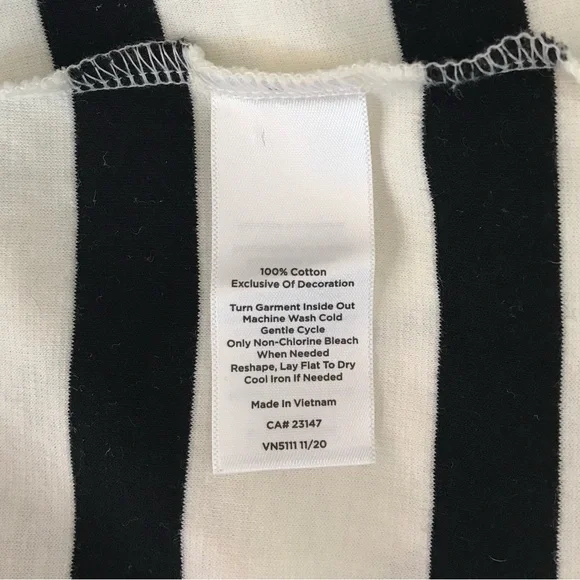 100% Cotton
Exclusive Of Decoration
Turn Garment Inside Out
Machine Wash Cold
Gentle Cycle
Only Non-Chlorine Bleach
When Needed
Reshape, Lay Flat To Dry
Cool Iron If Needed
Made In Vietnam
CA# 23147
VN5111 11/20